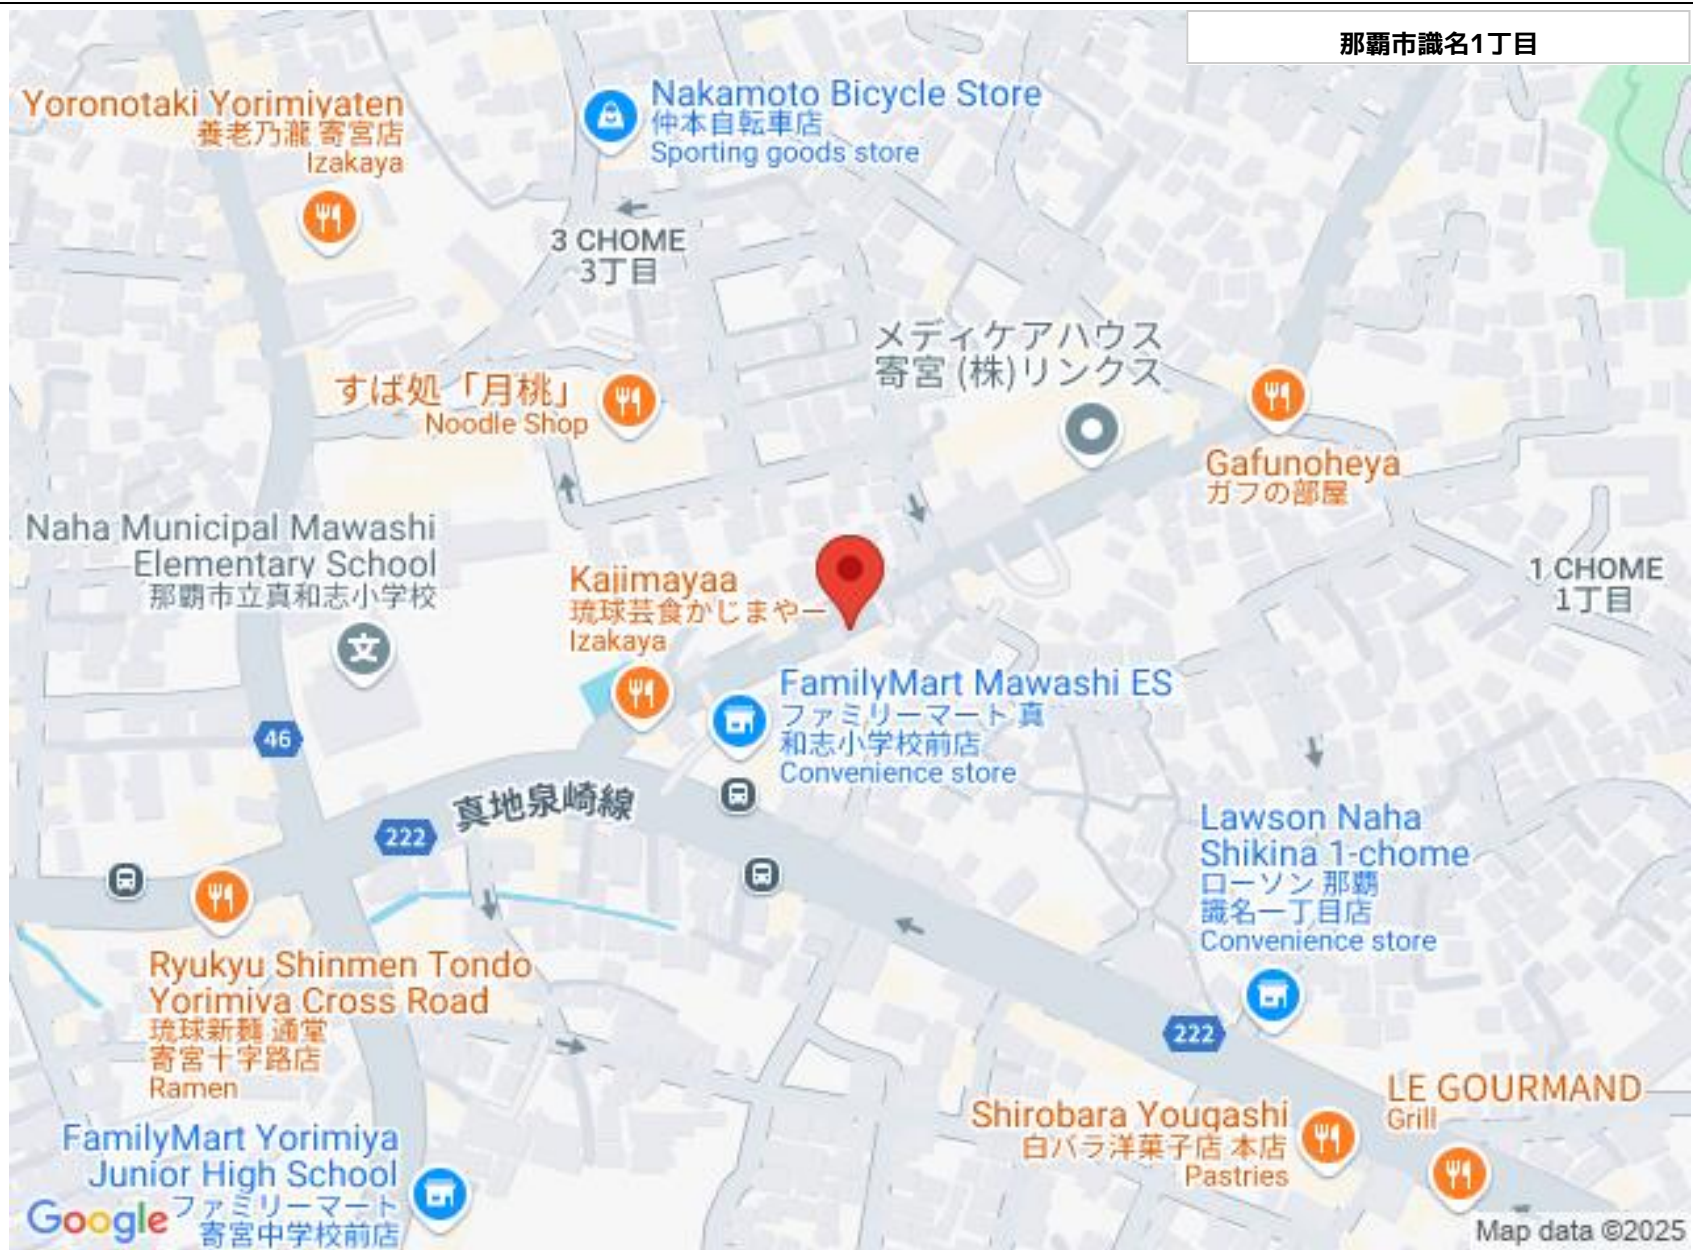 那覇市識名1丁目
Yoronotaki Yorimiyaten
養老乃瀧 寄宮店
Izakaya
Nakamoto Bicycle Store
仲本自転車店
Sporting goods store
3 CHOME
3丁目
メディケアハウス
寄宮 (株)リンクス
すば処「月桃」
Noodle Shop
Gafunoheya
ガフの部屋
Naha Municipal Mawashi
Elementary School
那覇市立真和志小学校
文
Kajimayaa
琉球芸食かじまやー
Izakaya
1 CHOME
1丁目
FamilyMart Mawashi ES
ファミリーマート 真
和志小学校前店
Convenience store
46
222
真地泉崎線
Lawson Naha
Shikina 1-chome
ローソン 那覇
識名一丁目店
Convenience store
Ryukyu Shinmen Tondo
Yorimiya Cross Road
琉球新麺 通堂
寄宮十字路店
Ramen
222
LE GOURMAND
Grill
Shirobara Yougashi
白バラ洋菓子店 本店
Pastries
FamilyMart Yorimiya
Junior High School
ファミリーマート
寄宮中学校前店
Google
Map data ©2025